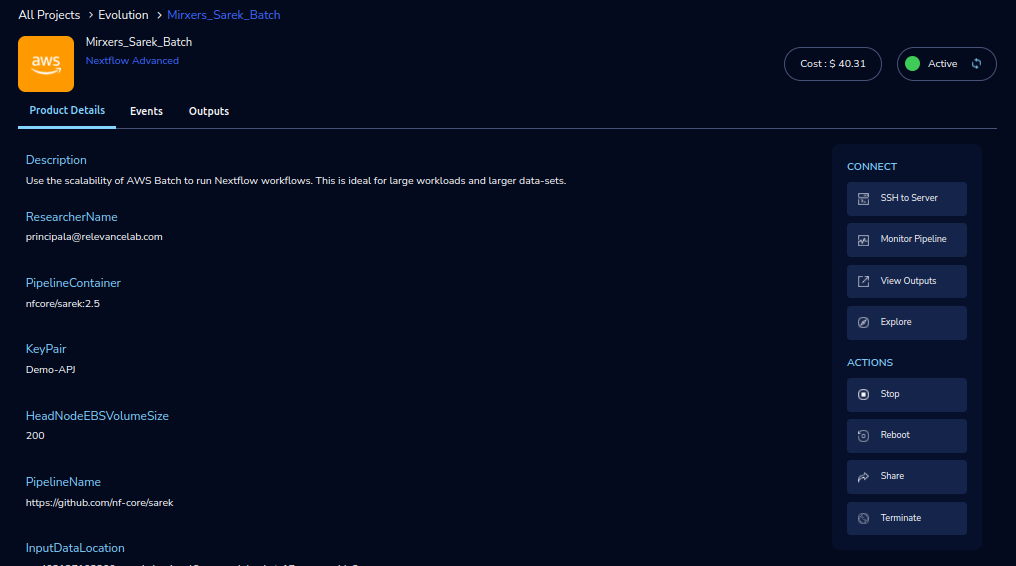 All Projects > Evolution > Mirxers_Sarek_Batch
aws
Mirxers_Sarek_Batch
Nextflow Advanced
Cost : $ 40.31
Active
Product Details
Events
Outputs
Description
Use the scalability of AWS Batch to run Nextflow workflows. This is ideal for large workloads and larger data-sets.
ResearcherName
principala@relevancelab.com
PipelineContainer
nfcore/sarek:2.5
KeyPair
Demo-APJ
HeadNodeEBSVolumeSize
200
PipelineName
https://github.com/nf-core/sarek
InputDataLocation
CONNECT
SSH to Server
Monitor Pipeline
View Outputs
Explore
ACTIONS
Stop
Reboot
Share
Terminate